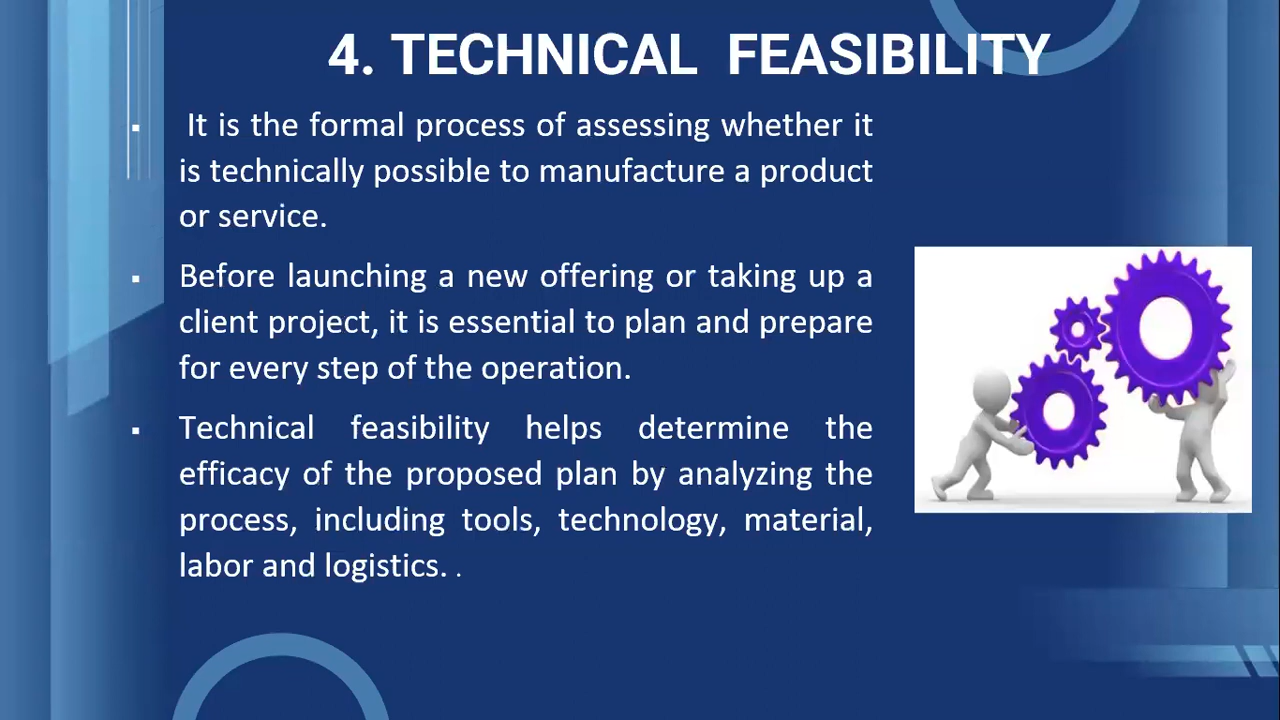 4. TECHNICAL FEASIBILITY
▪ It is the formal process of assessing whether it
is technically possible to manufacture a product
or service.
▪ Before launching a new offering or taking up a
client project, it is essential to plan and prepare
for every step of the operation.
▪ Technical feasibility helps determine the
efficacy of the proposed plan by analyzing the
process, including tools, technology, material,
labor and logistics. .